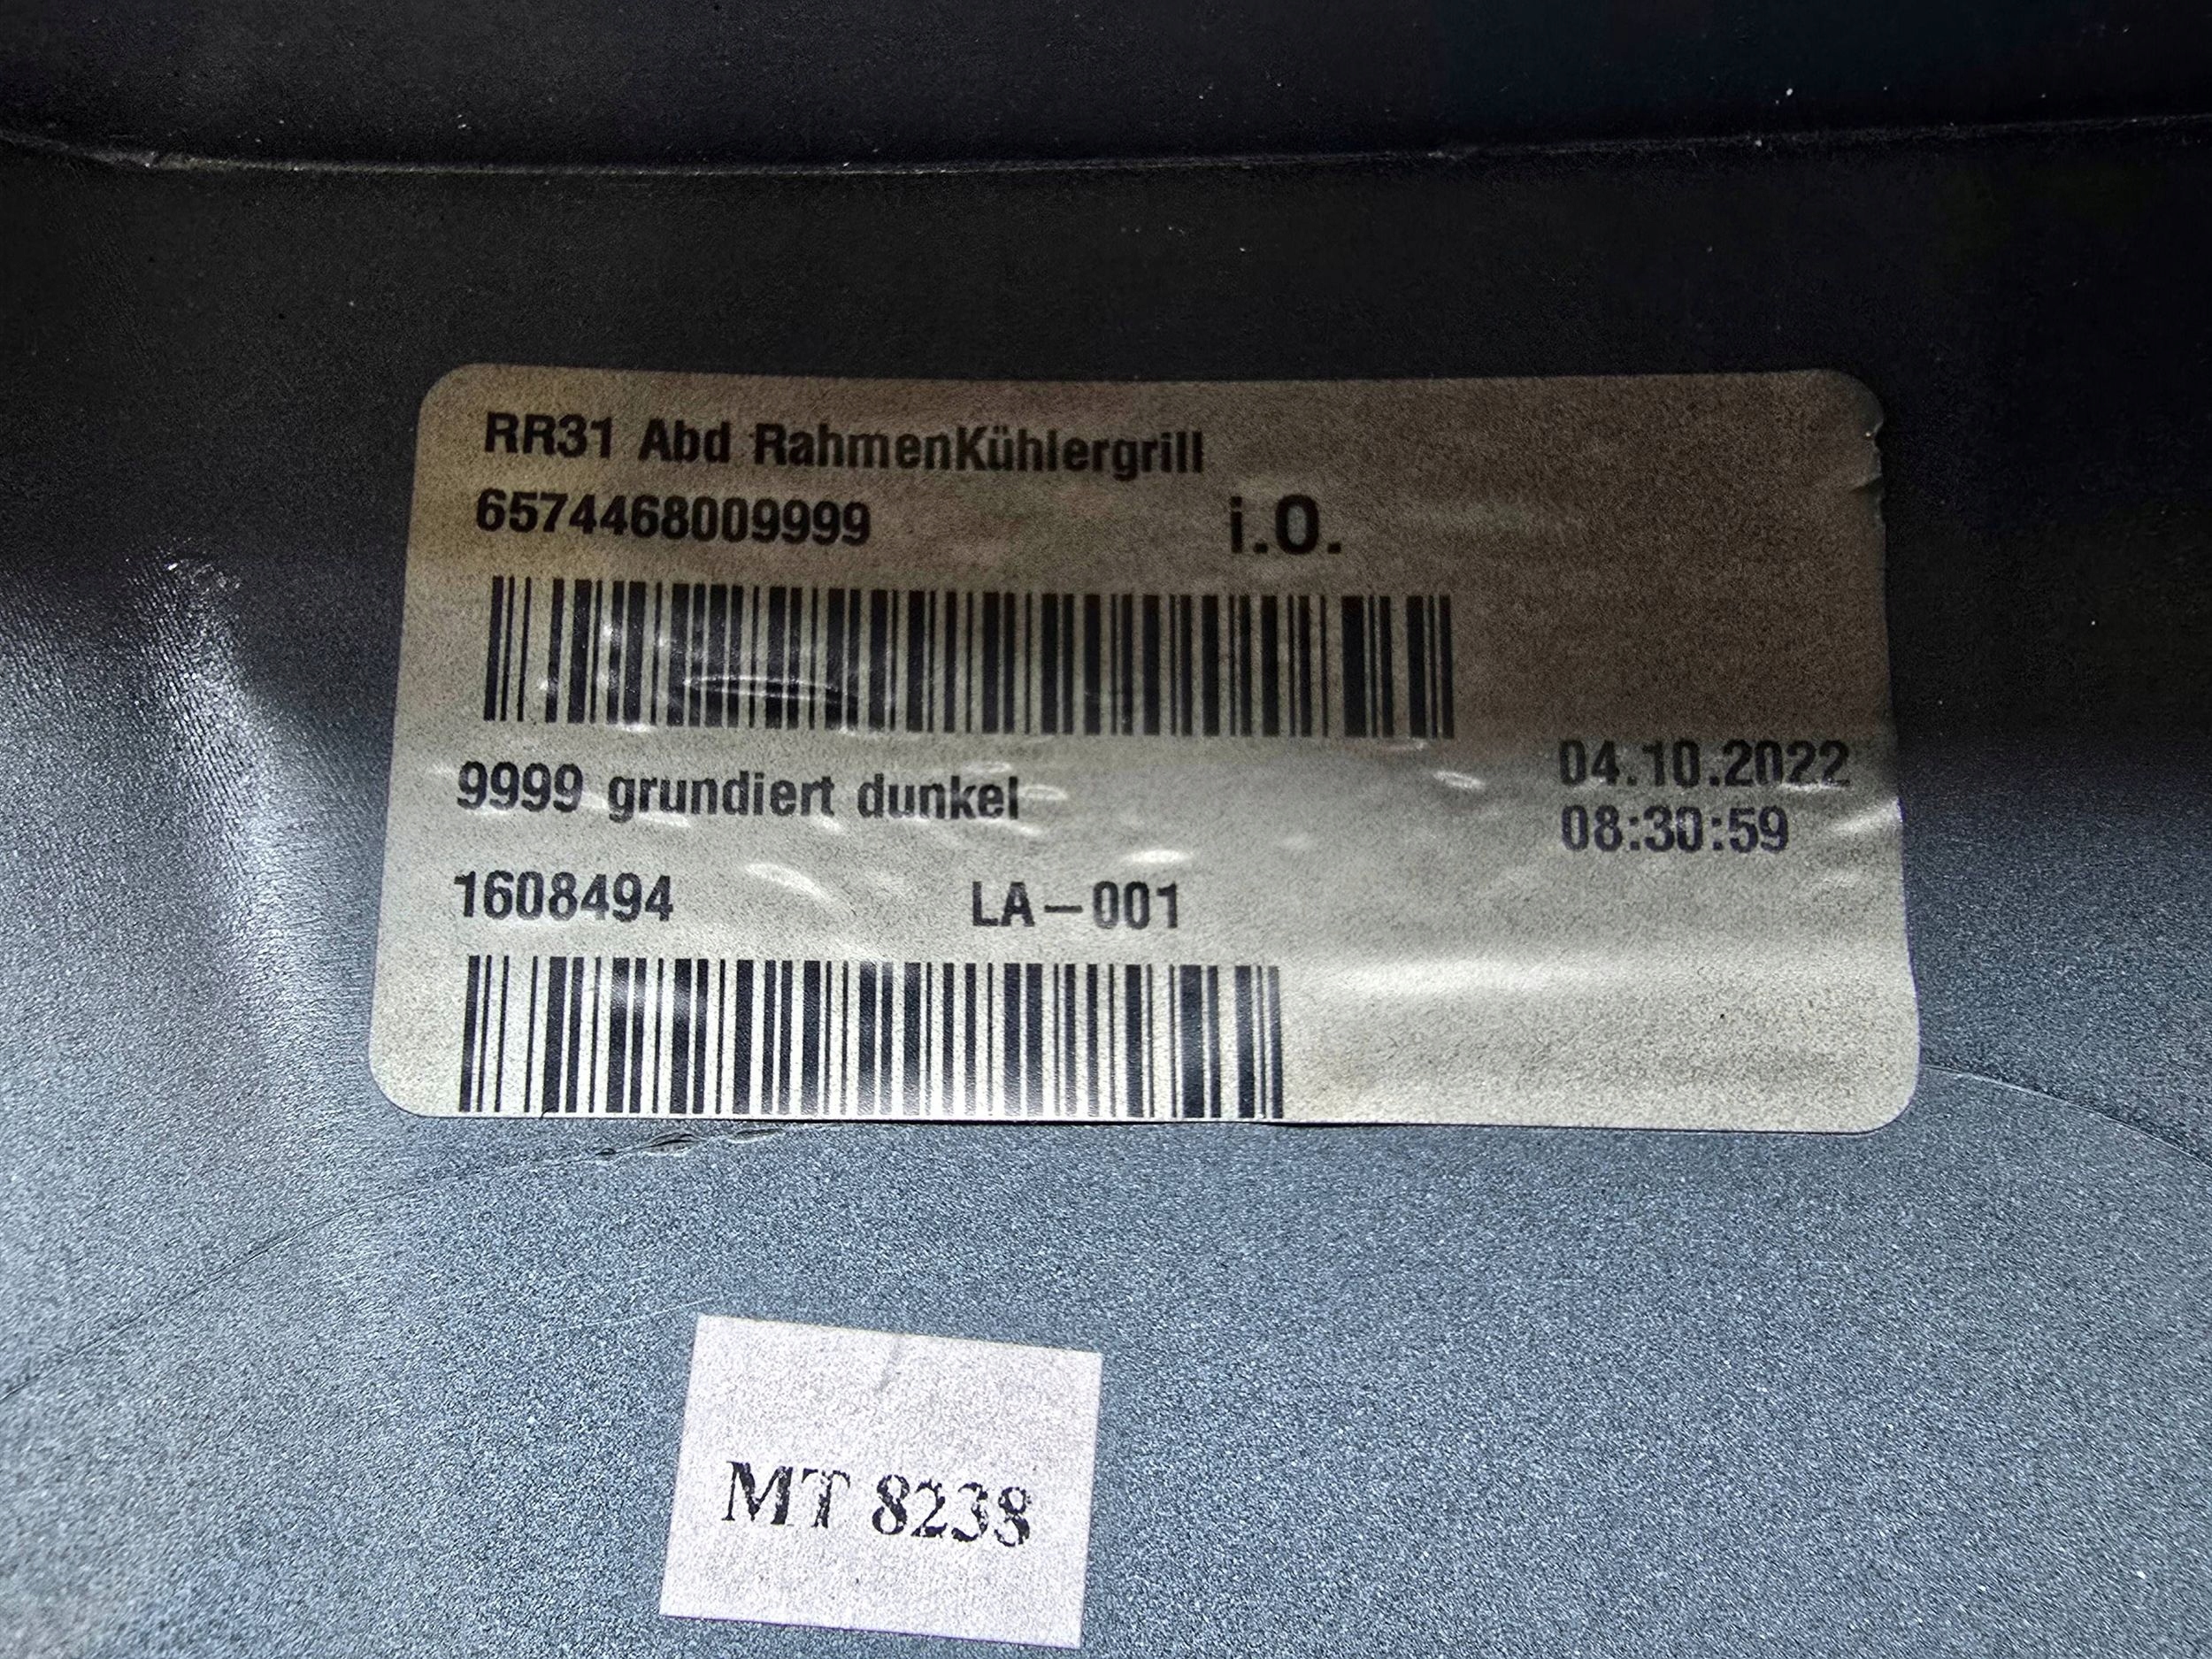 RR31 Abd RahmenKühlergrill
6574468009999 i.O.
9999 grundiert dunkel
04.10.2022
08:30:59
1608494 LA-001
MT 8238